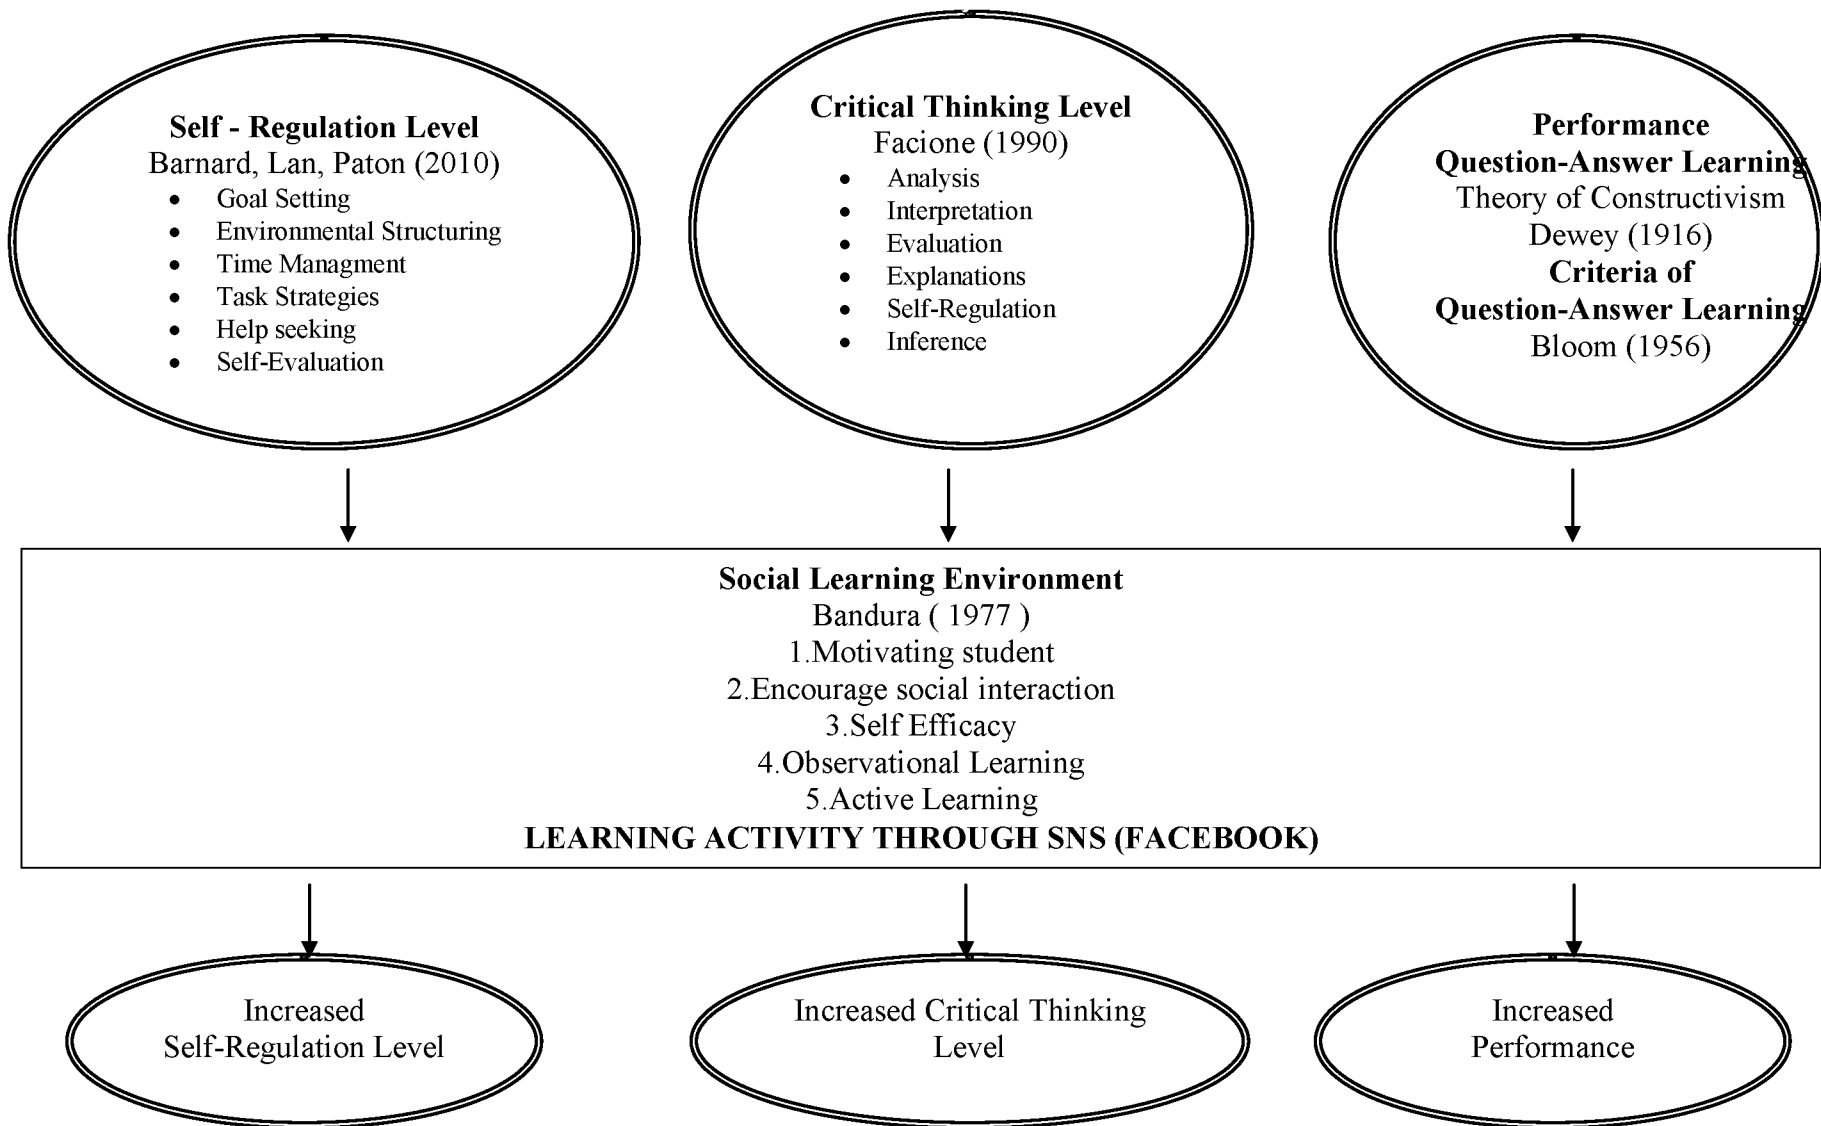 Self - Regulation Level
Barnard, Lan, Paton (2010)
• Goal Setting
• Environmental Structuring
• Time Managment
• Task Strategies
• Help seeking
• Self-Evaluation
Critical Thinking Level
Facione (1990)
• Analysis
• Interpretation
• Evaluation
• Explanations
• Self-Regulation
• Inference
Performance
Question-Answer Learning
Theory of Constructivism
Dewey (1916)
Criteria of
Question-Answer Learning
Bloom (1956)
Social Learning Environment
Bandura ( 1977 )
1.Motivating student
2.Encourage social interaction
3.Self Efficacy
4.Observational Learning
5.Active Learning
LEARNING ACTIVITY THROUGH SNS (FACEBOOK)
Increased
Self-Regulation Level
Increased Critical Thinking
Level
Increased
Performance